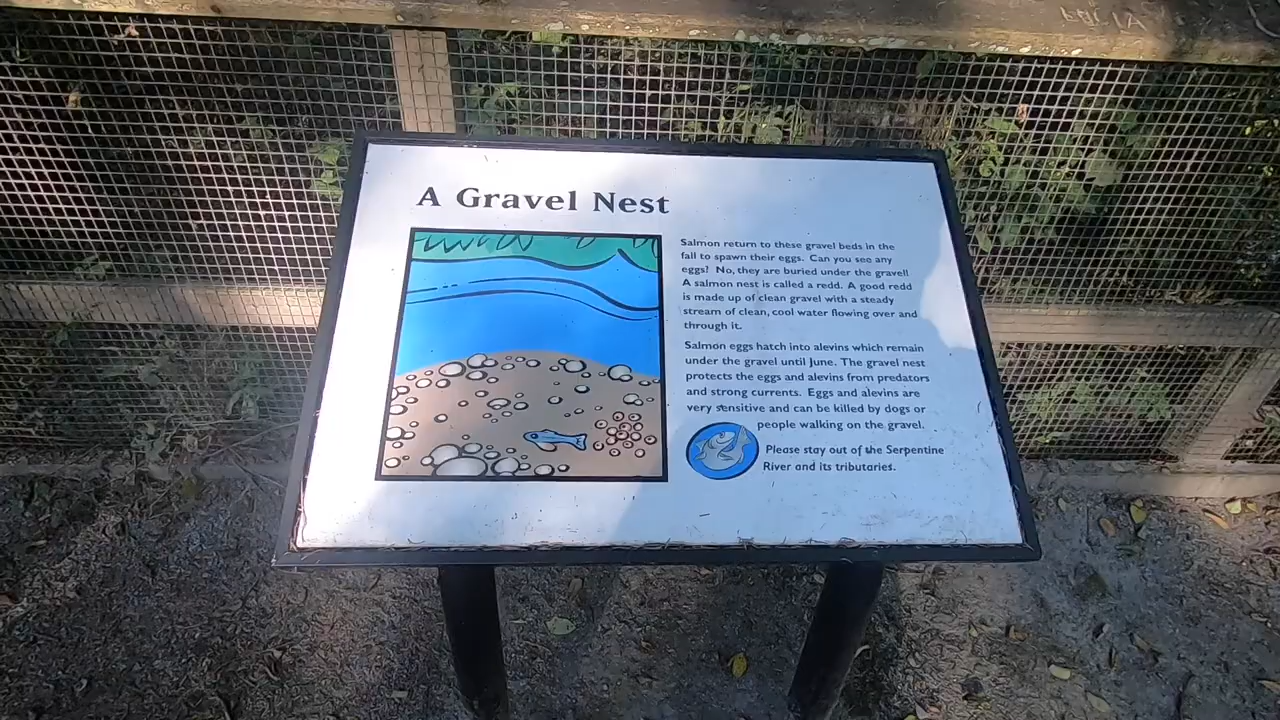 A Gravel Nest
Salmon return to these gravel beds in the
fall to spawn their eggs. Can you see any
eggs? No, they are buried under the gravel!
A salmon nest is called a redd. A good redd
is made up of clean gravel with a steady
stream of clean, cool water flowing over and
through it.
Salmon eggs hatch into alevins which remain
under the gravel until June. The gravel nest
protects the eggs and alevins from predators
and strong currents. Eggs and alevins are
very sensitive and can be killed by dogs or
people walking on the gravel.
Please stay out of the Serpentine
River and its tributaries.